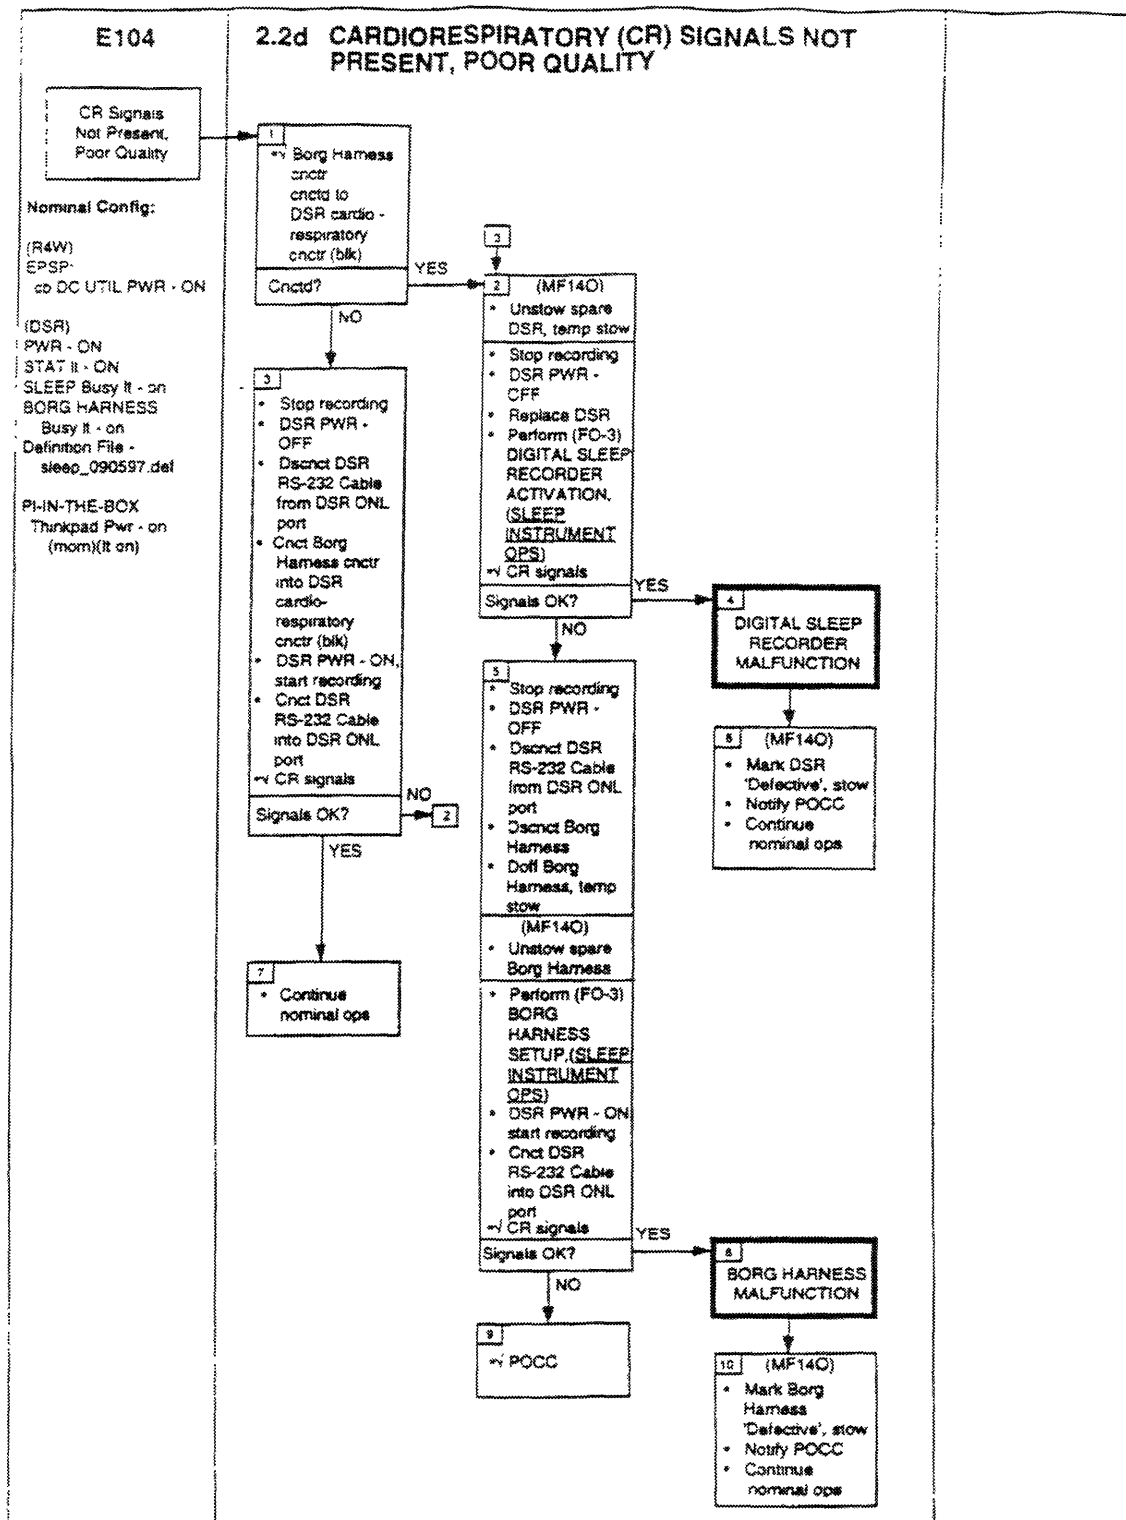 E104
2.2d CARDIORESPIRATORY (CR) SIGNALS NOT
PRESENT, POOR QUALITY
CR Signals
Not Present,
Poor Quality
Nominal Config:
(R4W)
EPSP:
cb DC UTIL PWR - ON
(DSR)
PWR - ON
STAT lt - ON
SLEEP Busy lt - on
BORG HARNESS
Busy lt - on
Definition File -
sleep_090597.def
PI-IN-THE-BOX
Thinkpad Pwr - on
(mom)(lt on)
1
√ Borg Harness
cnctr
cnctd to
DSR cardio -
respiratory
cnctr (blk)
Cnctd?
YES
NO
3
• Stop recording
• DSR PWR -
OFF
• Dscnct DSR
RS-232 Cable
from DSR ONL
port
• Cnct Borg
Harness cnctr
into DSR
cardio-
respiratory
cnctr (blk)
• DSR PWR - ON,
start recording
• Cnct DSR
RS-232 Cable
into DSR ONL
port
√ CR signals
Signals OK?
NO
2
YES
7
• Continue
nominal ops
3
2 (MF14O)
• Unstow spare
DSR, temp stow
• Stop recording
• DSR PWR -
OFF
• Replace DSR
• Perform (FO-3)
DIGITAL SLEEP
RECORDER
ACTIVATION,
(SLEEP
INSTRUMENT
OPS)
√ CR signals
Signals OK?
YES
NO
4
DIGITAL SLEEP
RECORDER
MALFUNCTION
(MF14O)
• Mark DSR
'Defective', stow
• Notify POCC
• Continue
nominal ops
5
• Stop recording
• DSR PWR -
OFF
• Dscnct DSR
RS-232 Cable
from DSR ONL
port
• Dscnct Borg
Harness
• Doff Borg
Harness, temp
stow
(MF14O)
• Unstow spare
Borg Harness
• Perform (FO-3)
BORG
HARNESS
SETUP,(SLEEP
INSTRUMENT
OPS)
• DSR PWR - ON
start recording
• Cnct DSR
RS-232 Cable
into DSR ONL
port
√ CR signals
Signals OK?
YES
NO
BORG HARNESS
MALFUNCTION
9
√ POCC
10 (MF14O)
• Mark Borg
Harness
'Defective', stow
• Notify POCC
• Continue
nominal ops